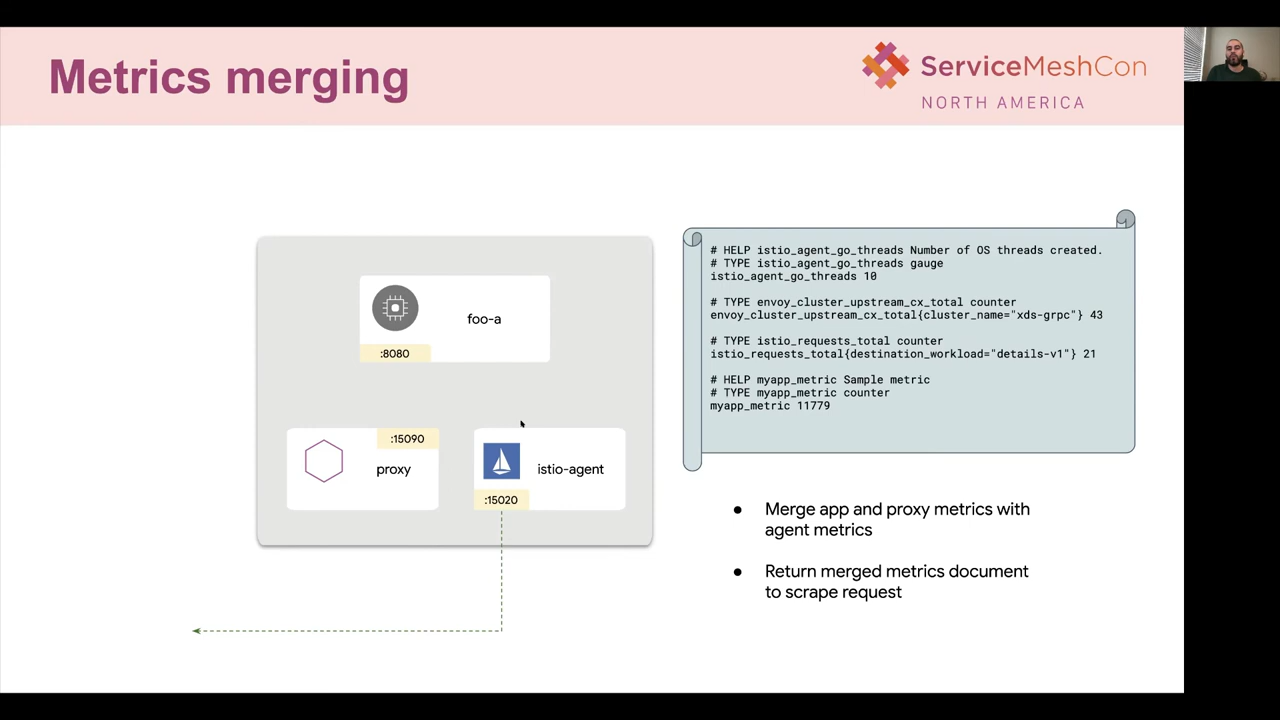 Metrics merging
ServiceMeshCon
NORTH AMERICA
foo-a
:8080
:15090
proxy
istio-agent
:15020
# HELP istio_agent_go_threads Number of OS threads created.
# TYPE istio_agent_go_threads gauge
istio_agent_go_threads 10
# TYPE envoy_cluster_upstream_cx_total counter
envoy_cluster_upstream_cx_total{cluster_name="xds-grpc"} 43
# TYPE istio_requests_total counter
istio_requests_total{destination_workload="details-v1"} 21
# HELP myapp_metric Sample metric
# TYPE myapp_metric counter
myapp_metric 11779
● Merge app and proxy metrics with
agent metrics
● Return merged metrics document
to scrape request